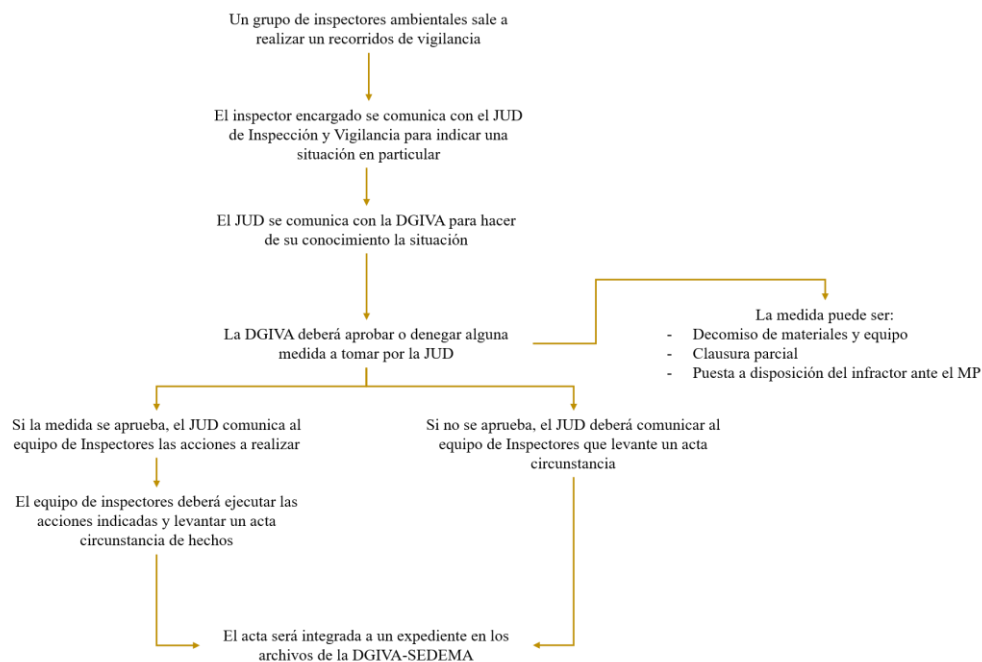 Un grupo de inspectores ambientales sale a
realizar un recorridos de vigilancia
El inspector encargado se comunica con el JUD
de Inspección y Vigilancia para indicar una
situación en particular
El JUD se comunica con la DGIVA para hacer
de su conocimiento la situación
La DGIVA deberá aprobar o denegar alguna
medida a tomar por la JUD
La medida puede ser:
- Decomiso de materiales y equipo
- Clausura parcial
- Puesta a disposición del infractor ante el MP
Si la medida se aprueba, el JUD comunica al
equipo de Inspectores las acciones a realizar
Si no se aprueba, el JUD deberá comunicar al
equipo de Inspectores que levante un acta
circunstancia
El equipo de inspectores deberá ejecutar las
acciones indicadas y levantar un acta
circunstancia de hechos
El acta será integrada a un expediente en los
archivos de la DGIVA-SEDEMA